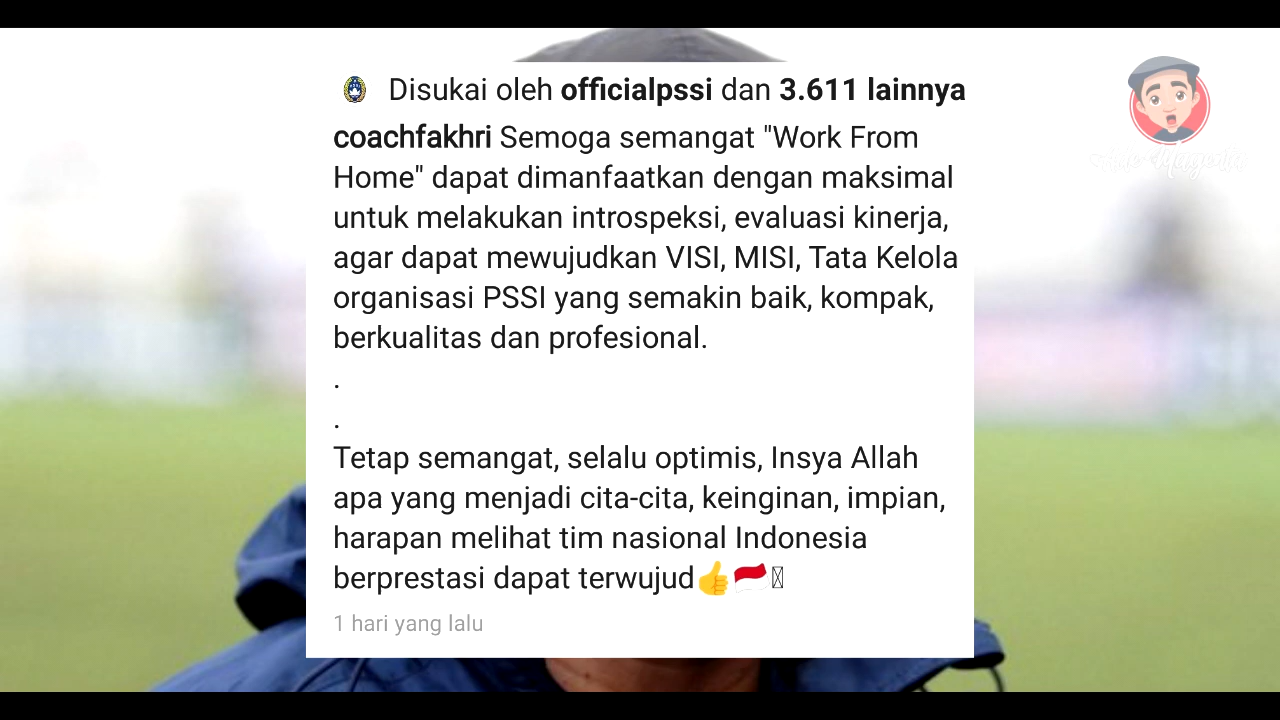 Disukai oleh officialpssi dan 3.611 lainnya
coachfakhri Semoga semangat "Work From
Home" dapat dimanfaatkan dengan maksimal
untuk melakukan introspeksi, evaluasi kinerja,
agar dapat mewujudkan VISI, MISI, Tata Kelola
organisasi PSSI yang semakin baik, kompak,
berkualitas dan profesional.
.
.
Tetap semangat, selalu optimis, Insya Allah
apa yang menjadi cita-cita, keinginan, impian,
harapan melihat tim nasional Indonesia
berprestasi dapat terwujud👍🇮🇩
1 hari yang lalu